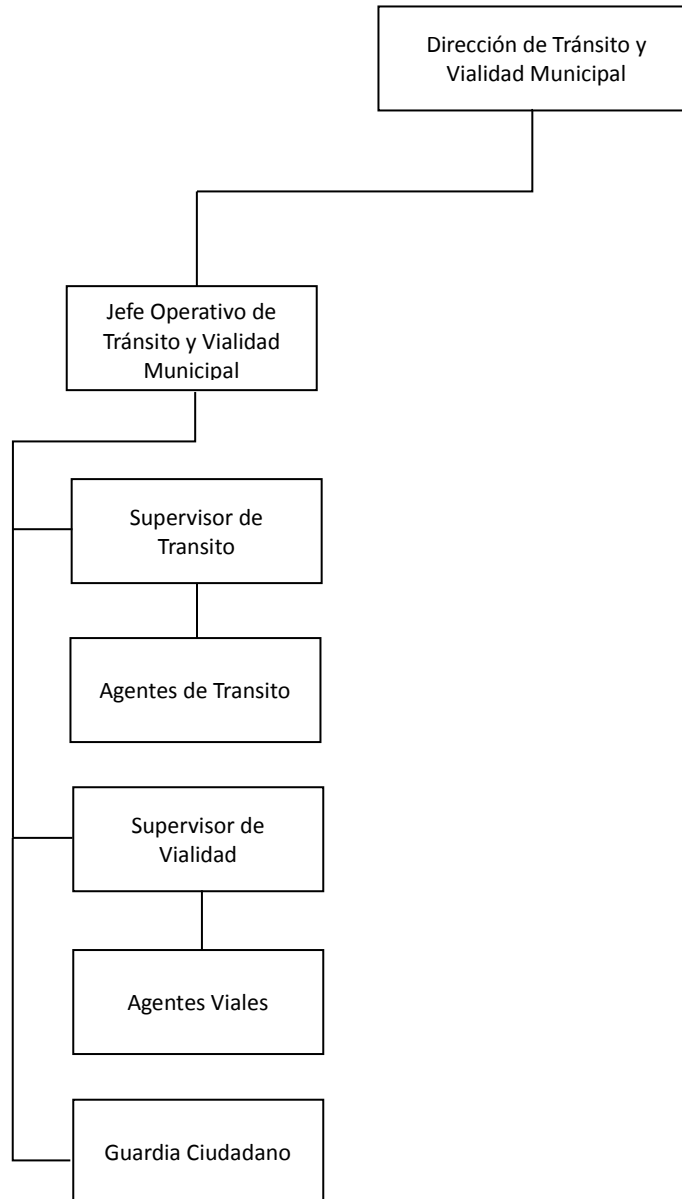 Dirección de Tránsito y
Vialidad Municipal
Jefe Operativo de
Tránsito y Vialidad
Municipal
Supervisor de
Transito
Agentes de Transito
Supervisor de
Vialidad
Agentes Viales
Guardia Ciudadano